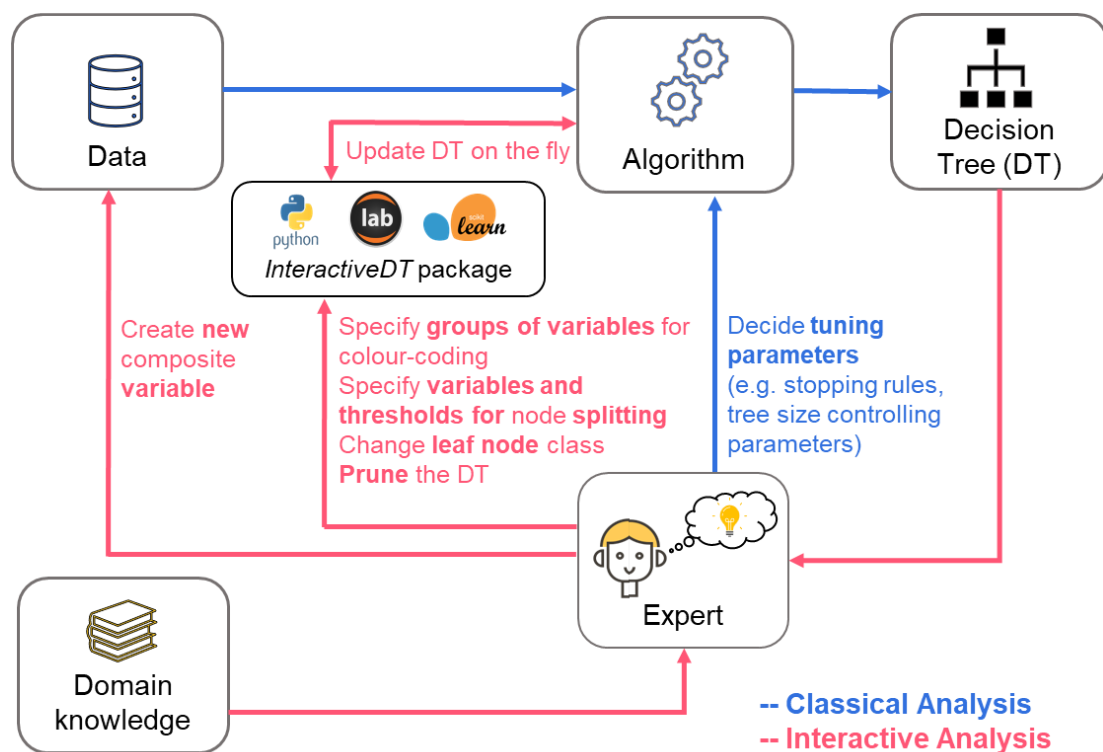 Data
Algorithm
Decision
Tree (DT)
Update DT on the fly
python
lab
scikit
learn
InteractiveDT package
Create new
composite
variable
Specify groups of variables for
colour-coding
Specify variables and
thresholds for node splitting
Change leaf node class
Prune the DT
Decide tuning
parameters
(e.g. stopping rules,
tree size controlling
parameters)
Expert
Domain
knowledge
-- Classical Analysis
-- Interactive Analysis